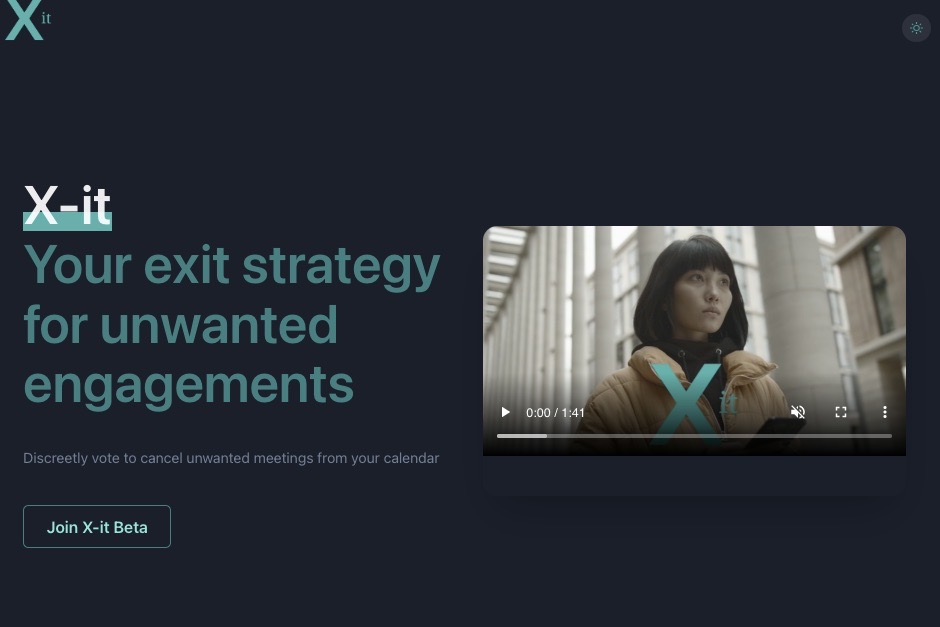 X it
X-it
Your exit strategy
for unwanted
engagements
Discreetly vote to cancel unwanted meetings from your calendar
Join X-it Beta
X it
0:00 / 1:41